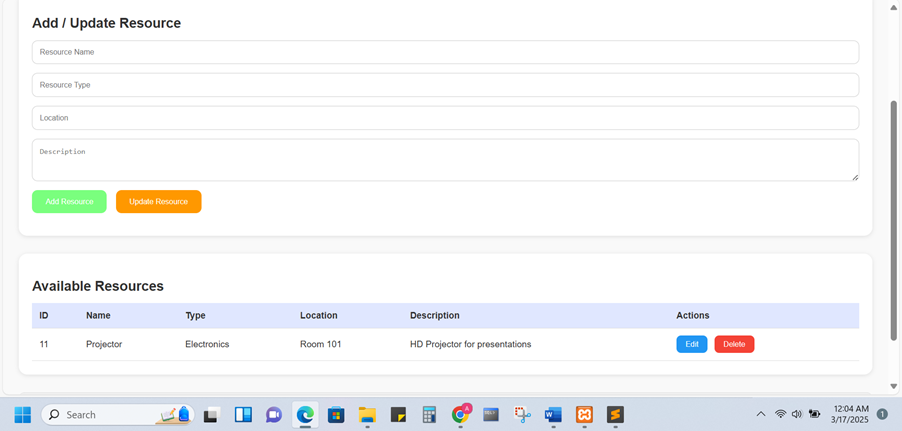 Add / Update Resource
Resource Name
Resource Type
Location
Description
Add Resource Update Resource
Available Resources
ID Name Type Location Description Actions
11 Projector Electronics Room 101 HD Projector for presentations Edit Delete
Search
A
12:04 AM
3/17/2025
1